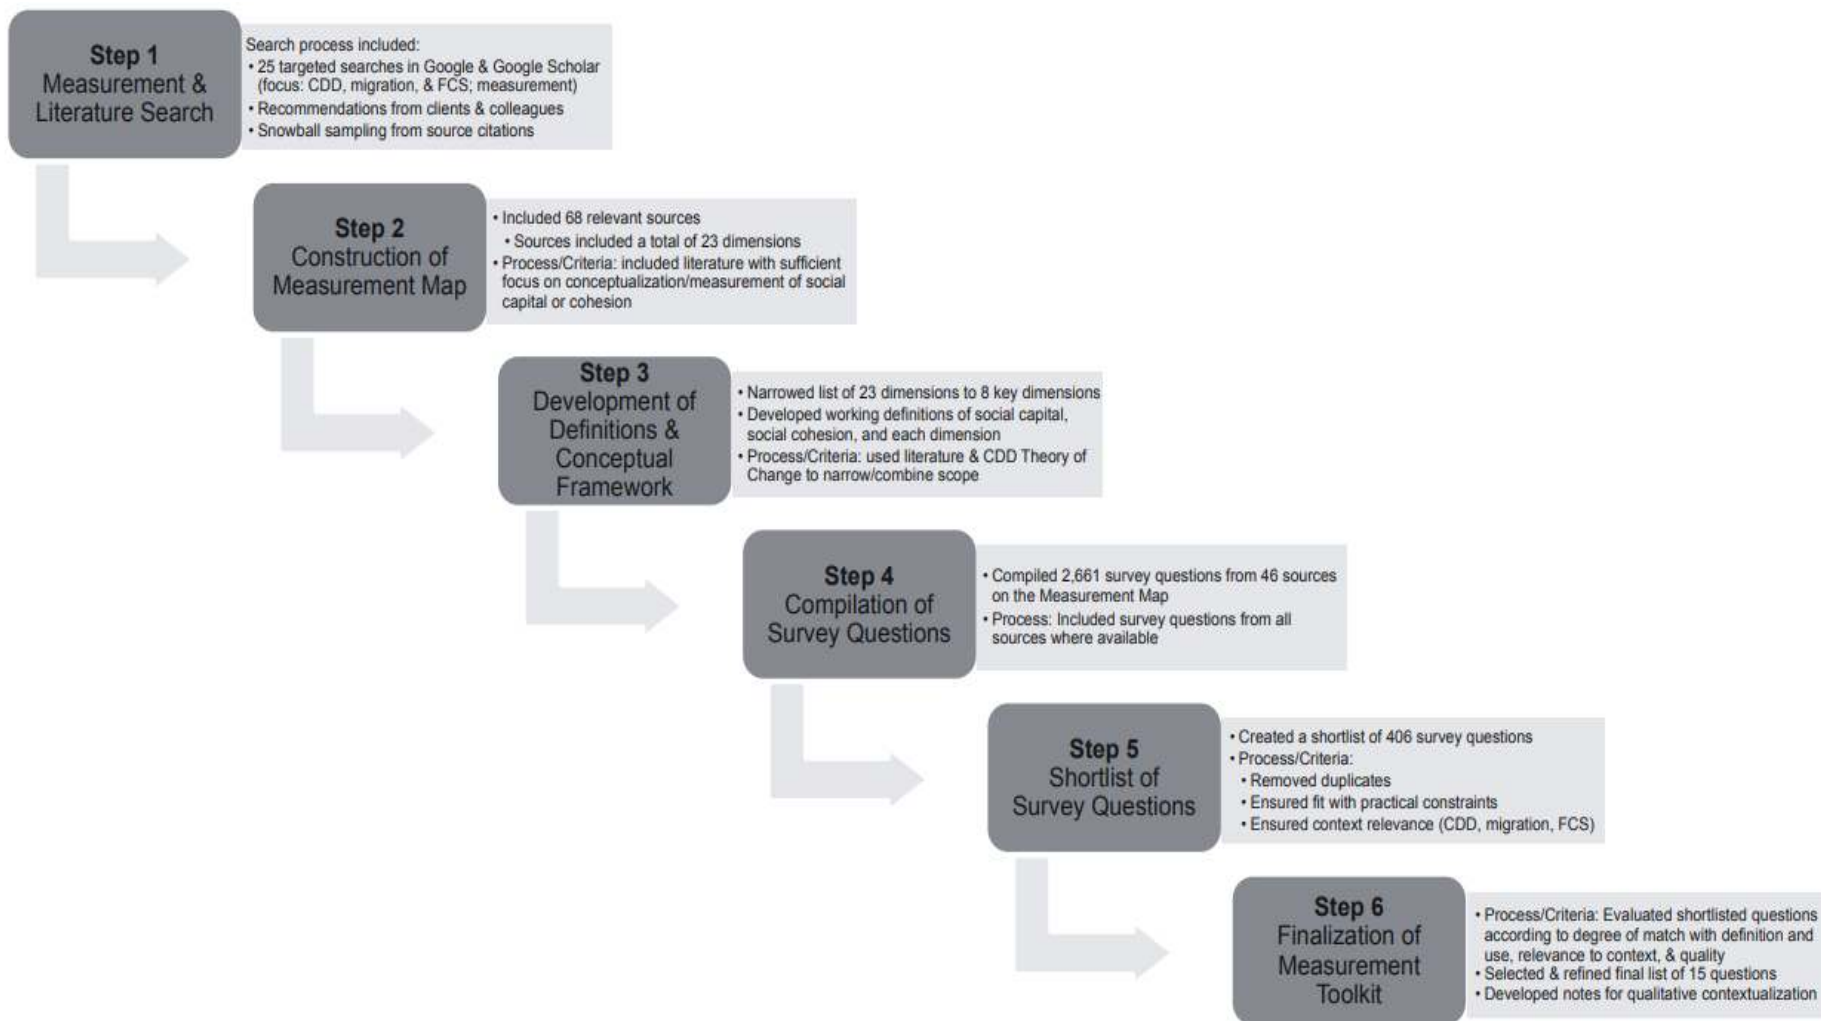 Step 1
Measurement &
Literature Search
Search process included:
• 25 targeted searches in Google & Google Scholar
(focus: CDD, migration, & FCS; measurement)
• Recommendations from clients & colleagues
• Snowball sampling from source citations
Step 2
Construction of
Measurement Map
• Included 68 relevant sources
• Sources included a total of 23 dimensions
• Process/Criteria: included literature with sufficient
focus on conceptualization/measurement of social
capital or cohesion
Step 3
Development of
Definitions &
Conceptual
Framework
• Narrowed list of 23 dimensions to 8 key dimensions
• Developed working definitions of social capital,
social cohesion, and each dimension
• Process/Criteria: used literature & CDD Theory of
Change to narrow/combine scope
Step 4
Compilation of
Survey Questions
• Compiled 2,661 survey questions from 46 sources
on the Measurement Map
• Process: Included survey questions from all
sources where available
Step 5
Shortlist of
Survey Questions
• Created a shortlist of 406 survey questions
• Process/Criteria:
• Removed duplicates
• Ensured fit with practical constraints
• Ensured context relevance (CDD, migration, FCS)
Step 6
Finalization of
Measurement
Toolkit
• Process/Criteria: Evaluated shortlisted questions
according to degree of match with definition and
use, relevance to context, & quality
• Selected & refined final list of 15 questions
• Developed notes for qualitative contextualization